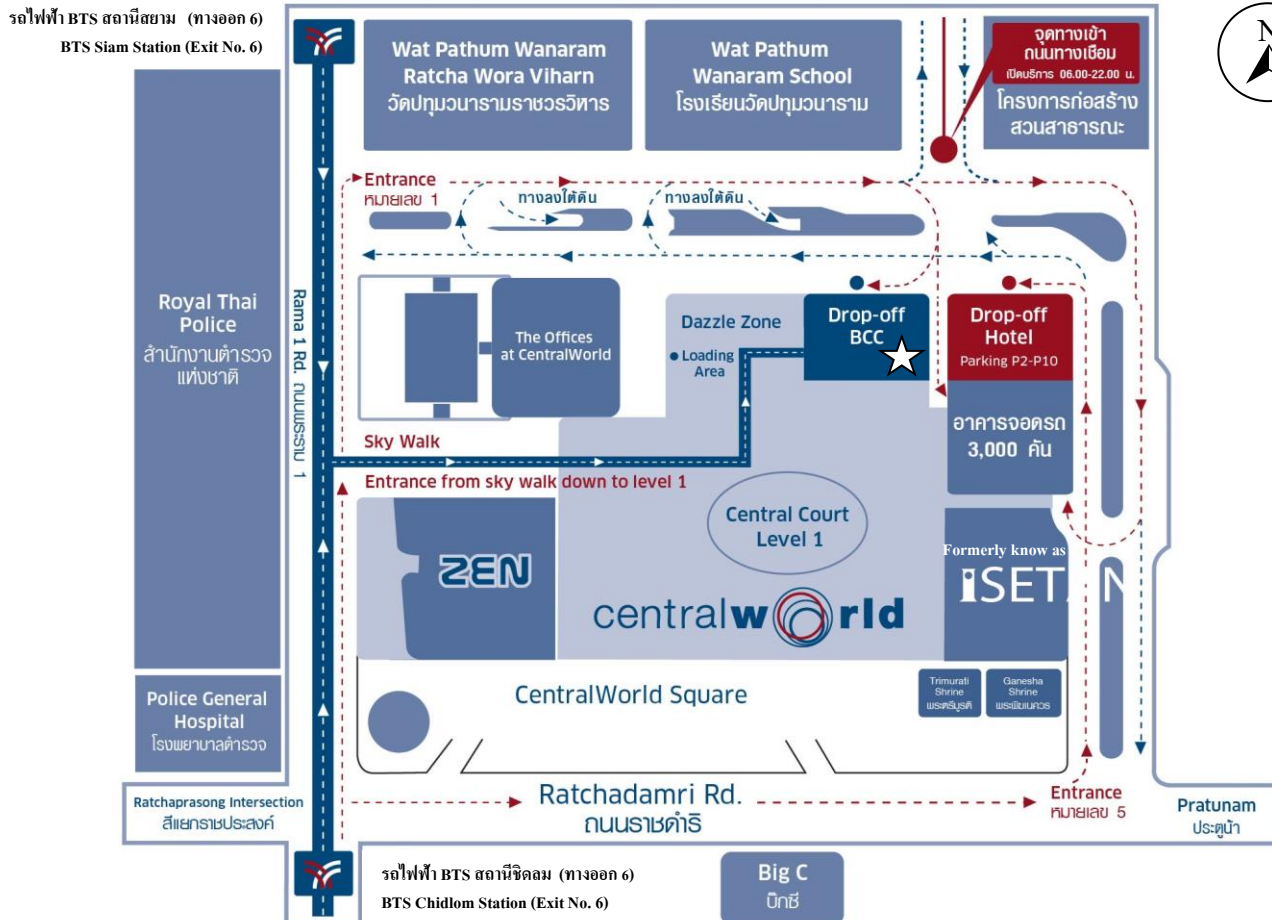 รถไฟฟ้า BTS สถานีสยาม (ทางออก 6)
BTS Siam Station (Exit No. 6)
Wat Pathum Wanaram
Ratcha Wora Viharn
วัดปทุมวนารามราชวรวิหาร
Wat Pathum
Wanaram School
โรงเรียนวัดปทุมวนาราม
จุดทางเข้า
ถนนทางเชื่อม
เปิดบริการ 06.00-22.00 น.
โครงการก่อสร้าง
สวนสาธารณะ
N
Entrance
หมายเลข 1
ทางลงใต้ดิน
ทางลงใต้ดิน
Royal Thai
Police
สำนักงานตำรวจ
แห่งชาติ
Rama 1 Rd. ถนนพระราม 1
The Offices
at CentralWorld
Dazzle Zone
Loading
Area
Drop-off
BCC
Drop-off
Hotel
Parking P2-P10
อาคารจอดรถ
3,000 คัน
Sky Walk
Entrance from sky walk down to level 1
Central Court
Level 1
ZEN
centralworld
Formerly know as
ISETAN
CentralWorld Square
Trimurati
Shrine
พระตรีมูรติ
Ganesha
Shrine
พระพิฆเนศวร
Police General
Hospital
โรงพยาบาลตำรวจ
Ratchaprasong Intersection
สี่แยกราชประสงค์
Ratchadamri Rd.
ถนนราชดำริ
Entrance
หมายเลข 5
Pratunam
ประตูน้ำ
รถไฟฟ้า BTS สถานีชิดลม (ทางออก 6)
BTS Chidlom Station (Exit No. 6)
Big C
บิ๊กซี